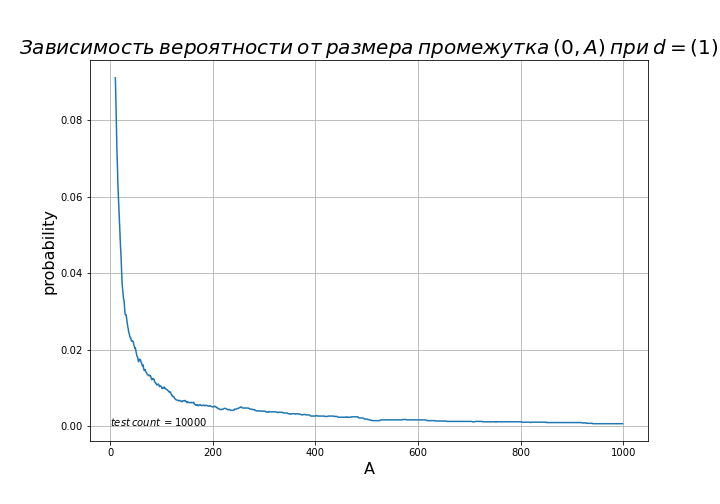 Зависимость вероятности от размера промежутка (0, A) при d = (1)
0.08
0.06
0.04
0.02
0.00
probability
test count = 10000
0 200 400 600 800 1000
A